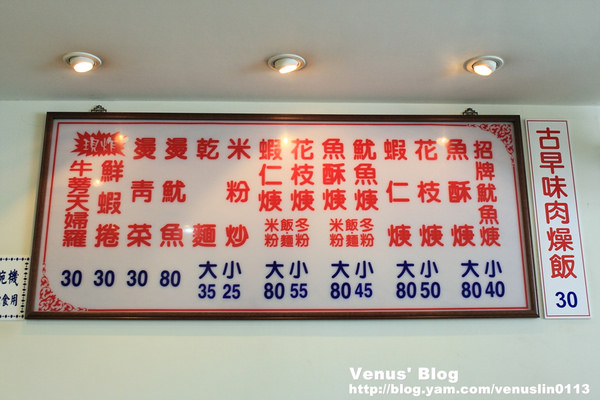 古早味肉燥飯
30
招牌魷魚焿
魚酥焿
大 小
80 40
花枝焿
蝦仁焿
大 小
80 50
魷魚焿
魚酥焿
冬粉
飯・麵
米粉
大 小
80 45
花枝焿
蝦仁焿
冬粉
飯・麵
米粉
大 小
80 55
米粉炒
乾麵
大 小
35 25
燙魷魚
80
燙青菜
30
鮮蝦捲
30
現炸
牛蒡天婦羅
30
食用
Venus' Blog
http://blog.yam.com/venuslin0113